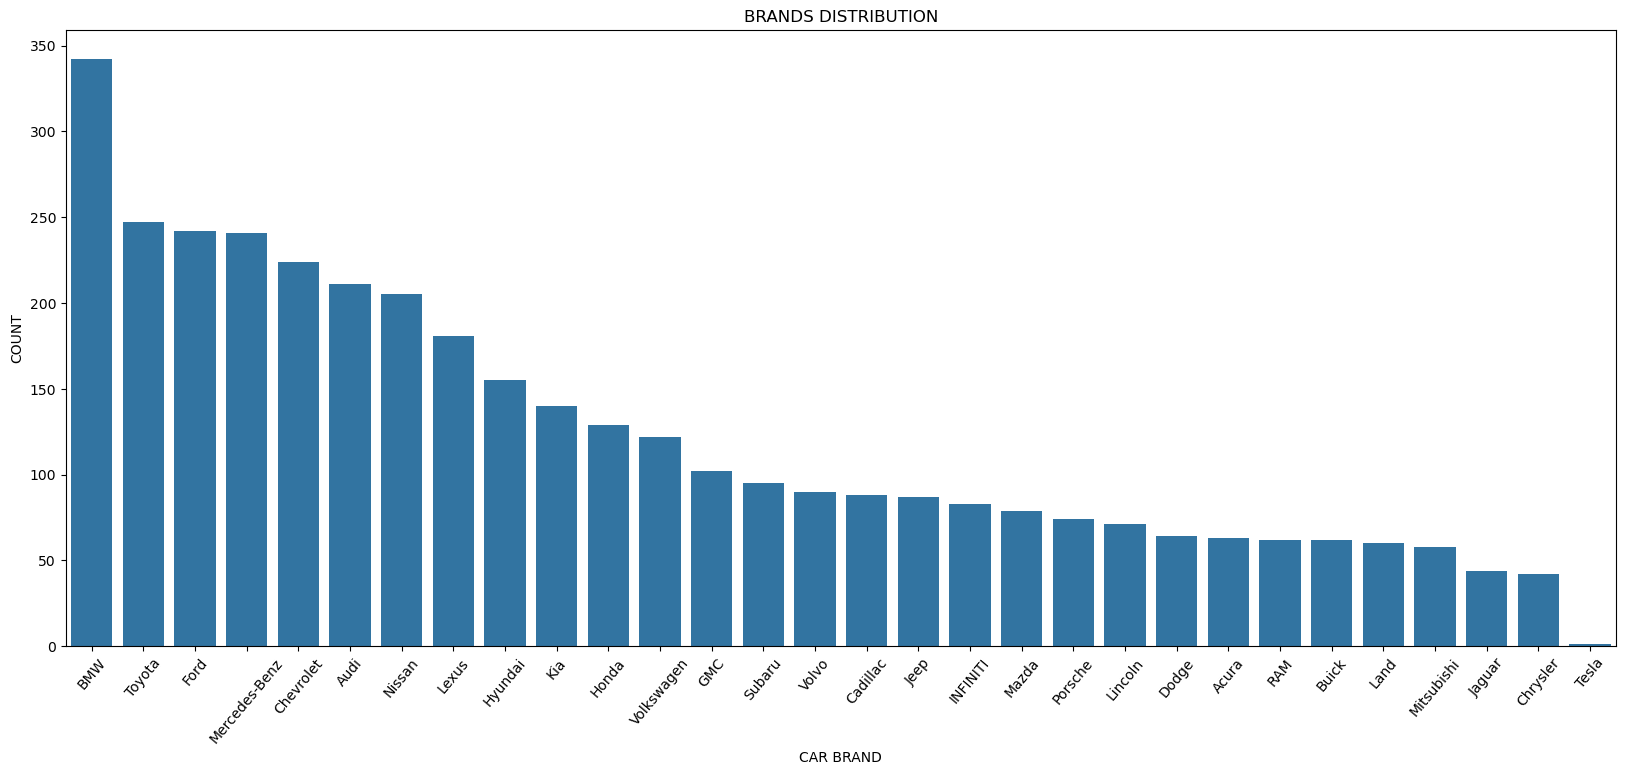 BRANDS DISTRIBUTION
350
300
250
200
150
100
50
0
COUNT
BMW
Toyota
Ford
Mercedes-Benz
Chevrolet
Audi
Nissan
Lexus
Hyundai
Kia
Honda
Volkswagen
GMC
Subaru
Volvo
Cadillac
Jeep
INFINITI
Mazda
Porsche
Lincoln
Dodge
Acura
RAM
Buick
Land
Mitsubishi
Jaguar
Chrysler
Tesla
CAR BRAND